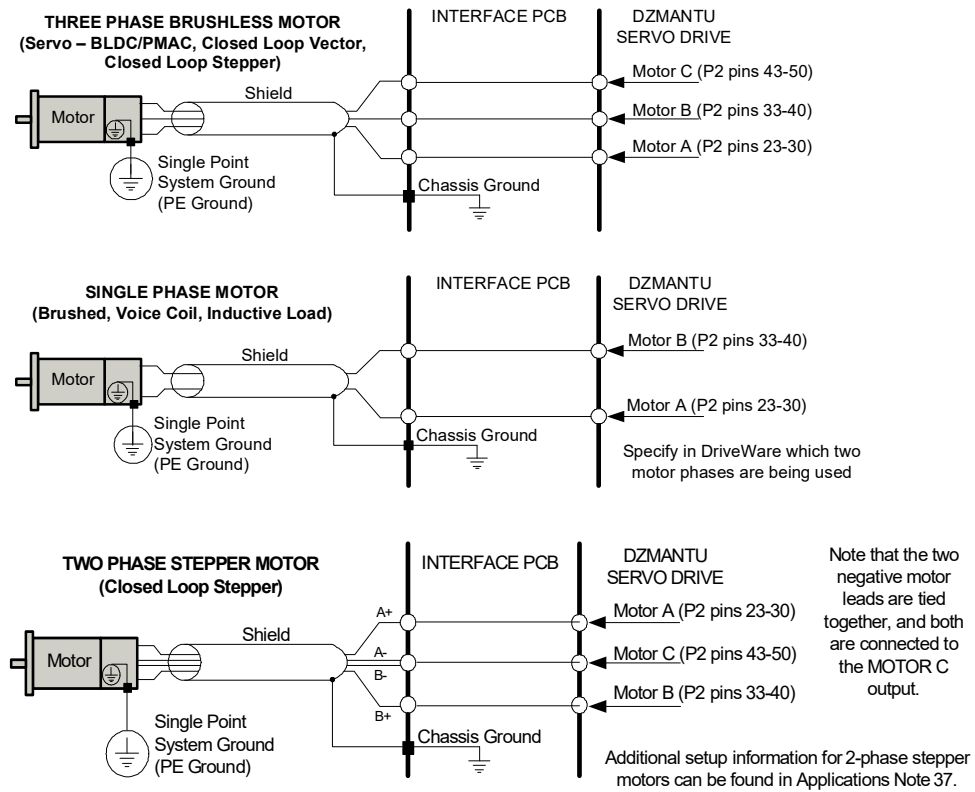 THREE PHASE BRUSHLESS MOTOR
(Servo – BLDC/PMAC, Closed Loop Vector,
Closed Loop Stepper)
INTERFACE PCB
DZMANTU
SERVO DRIVE
Motor
Shield
Motor C (P2 pins 43-50)
Motor B (P2 pins 33-40)
Motor A (P2 pins 23-30)
Single Point
System Ground
(PE Ground)
Chassis Ground
SINGLE PHASE MOTOR
(Brushed, Voice Coil, Inductive Load)
INTERFACE PCB
DZMANTU
SERVO DRIVE
Motor
Shield
Motor B (P2 pins 33-40)
Motor A (P2 pins 23-30)
Single Point
System Ground
(PE Ground)
Chassis Ground
Specify in DriveWare which two
motor phases are being used
TWO PHASE STEPPER MOTOR
(Closed Loop Stepper)
INTERFACE PCB
DZMANTU
SERVO DRIVE
Motor
Shield
A+
A-
B-
B+
Motor A (P2 pins 23-30)
Motor C (P2 pins 43-50)
Motor B (P2 pins 33-40)
Single Point
System Ground
(PE Ground)
Chassis Ground
Note that the two
negative motor
leads are tied
together, and both
are connected to
the MOTOR C
output.
Additional setup information for 2-phase stepper
motors can be found in Applications Note 37.